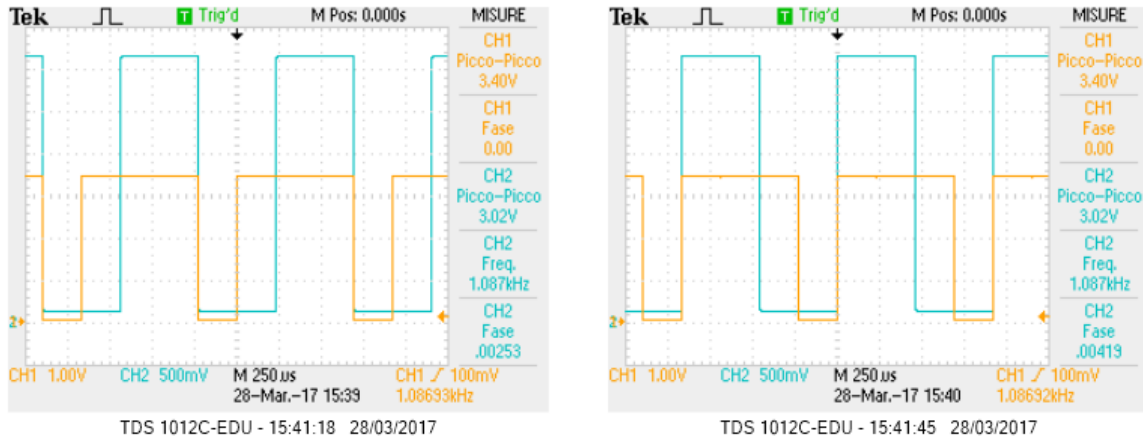 Tek T Trig'd M Pos: 0.000s MISURE
CH1
Picco-Picco
3.40V
CH1
Fase
0.00
CH2
Picco-Picco
3.02V
CH2
Freq.
1.087kHz
CH2
Fase
.00253
2
CH1 1.00V CH2 500mV M 250µs CH1 100mV
28-Mar.-17 15:39 1.08693kHz
TDS 1012C-EDU - 15:41:18 28/03/2017
Tek T Trig'd M Pos: 0.000s MISURE
CH1
Picco-Picco
3.40V
CH1
Fase
0.00
CH2
Picco-Picco
3.02V
CH2
Freq.
1.087kHz
CH2
Fase
.00419
2
CH1 1.00V CH2 500mV M 250µs CH1 100mV
28-Mar.-17 15:40 1.08692kHz
TDS 1012C-EDU - 15:41:45 28/03/2017